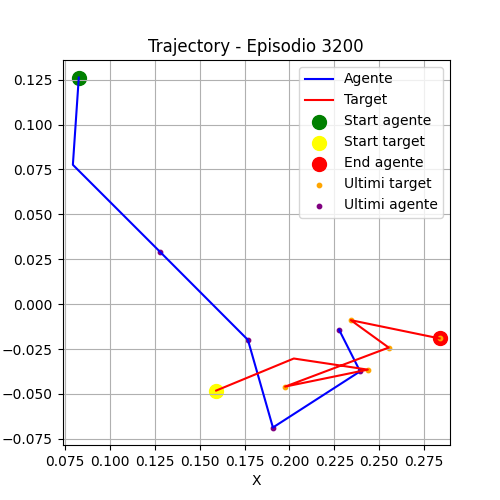 Trajectory - Episodio 3200
Agente
Target
Start agente
Start target
End agente
Ultimi target
Ultimi agente
0.125
0.100
0.075
0.050
0.025
0.000
−0.025
−0.050
−0.075
0.075 0.100 0.125 0.150 0.175 0.200 0.225 0.250 0.275
X